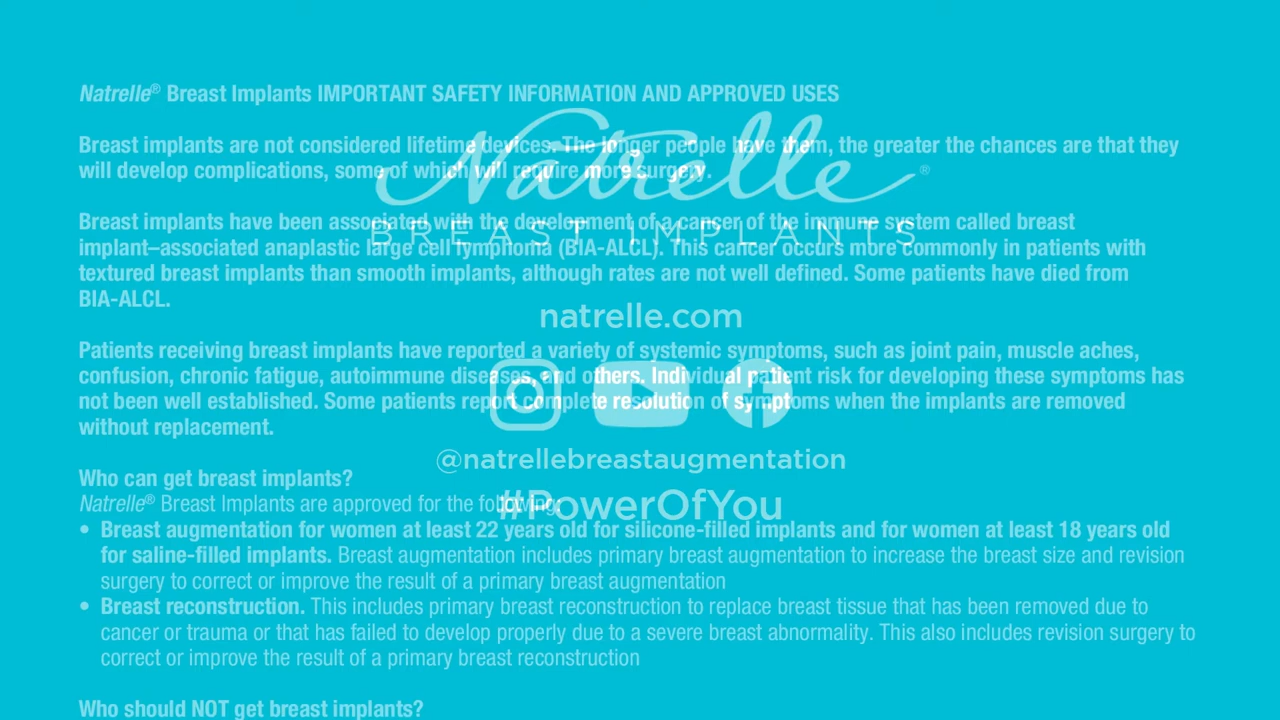 Natrelle® Breast Implants IMPORTANT SAFETY INFORMATION AND APPROVED USES
Breast implants are not considered lifetime devices. The longer people have them, the greater the chances are that they
will develop complications, some of which will require more surgery.
Natrelle®
BREAST IMPLANTS
Breast implants have been associated with the development of a cancer of the immune system called breast
implant–associated anaplastic large cell lymphoma (BIA-ALCL). This cancer occurs more commonly in patients with
textured breast implants than smooth implants, although rates are not well defined. Some patients have died from
BIA-ALCL.
natrelle.com
Patients receiving breast implants have reported a variety of systemic symptoms, such as joint pain, muscle aches,
confusion, chronic fatigue, autoimmune diseases, and others. Individual patient risk for developing these symptoms has
not been well established. Some patients report complete resolution of symptoms when the implants are removed
without replacement.
@natrellebreastaugmentation
Who can get breast implants?
Natrelle® Breast Implants are approved for the following:
#PowerOfYou
• Breast augmentation for women at least 22 years old for silicone-filled implants and for women at least 18 years old
for saline-filled implants. Breast augmentation includes primary breast augmentation to increase the breast size and revision
surgery to correct or improve the result of a primary breast augmentation
• Breast reconstruction. This includes primary breast reconstruction to replace breast tissue that has been removed due to
cancer or trauma or that has failed to develop properly due to a severe breast abnormality. This also includes revision surgery to
correct or improve the result of a primary breast reconstruction
Who should NOT get breast implants?